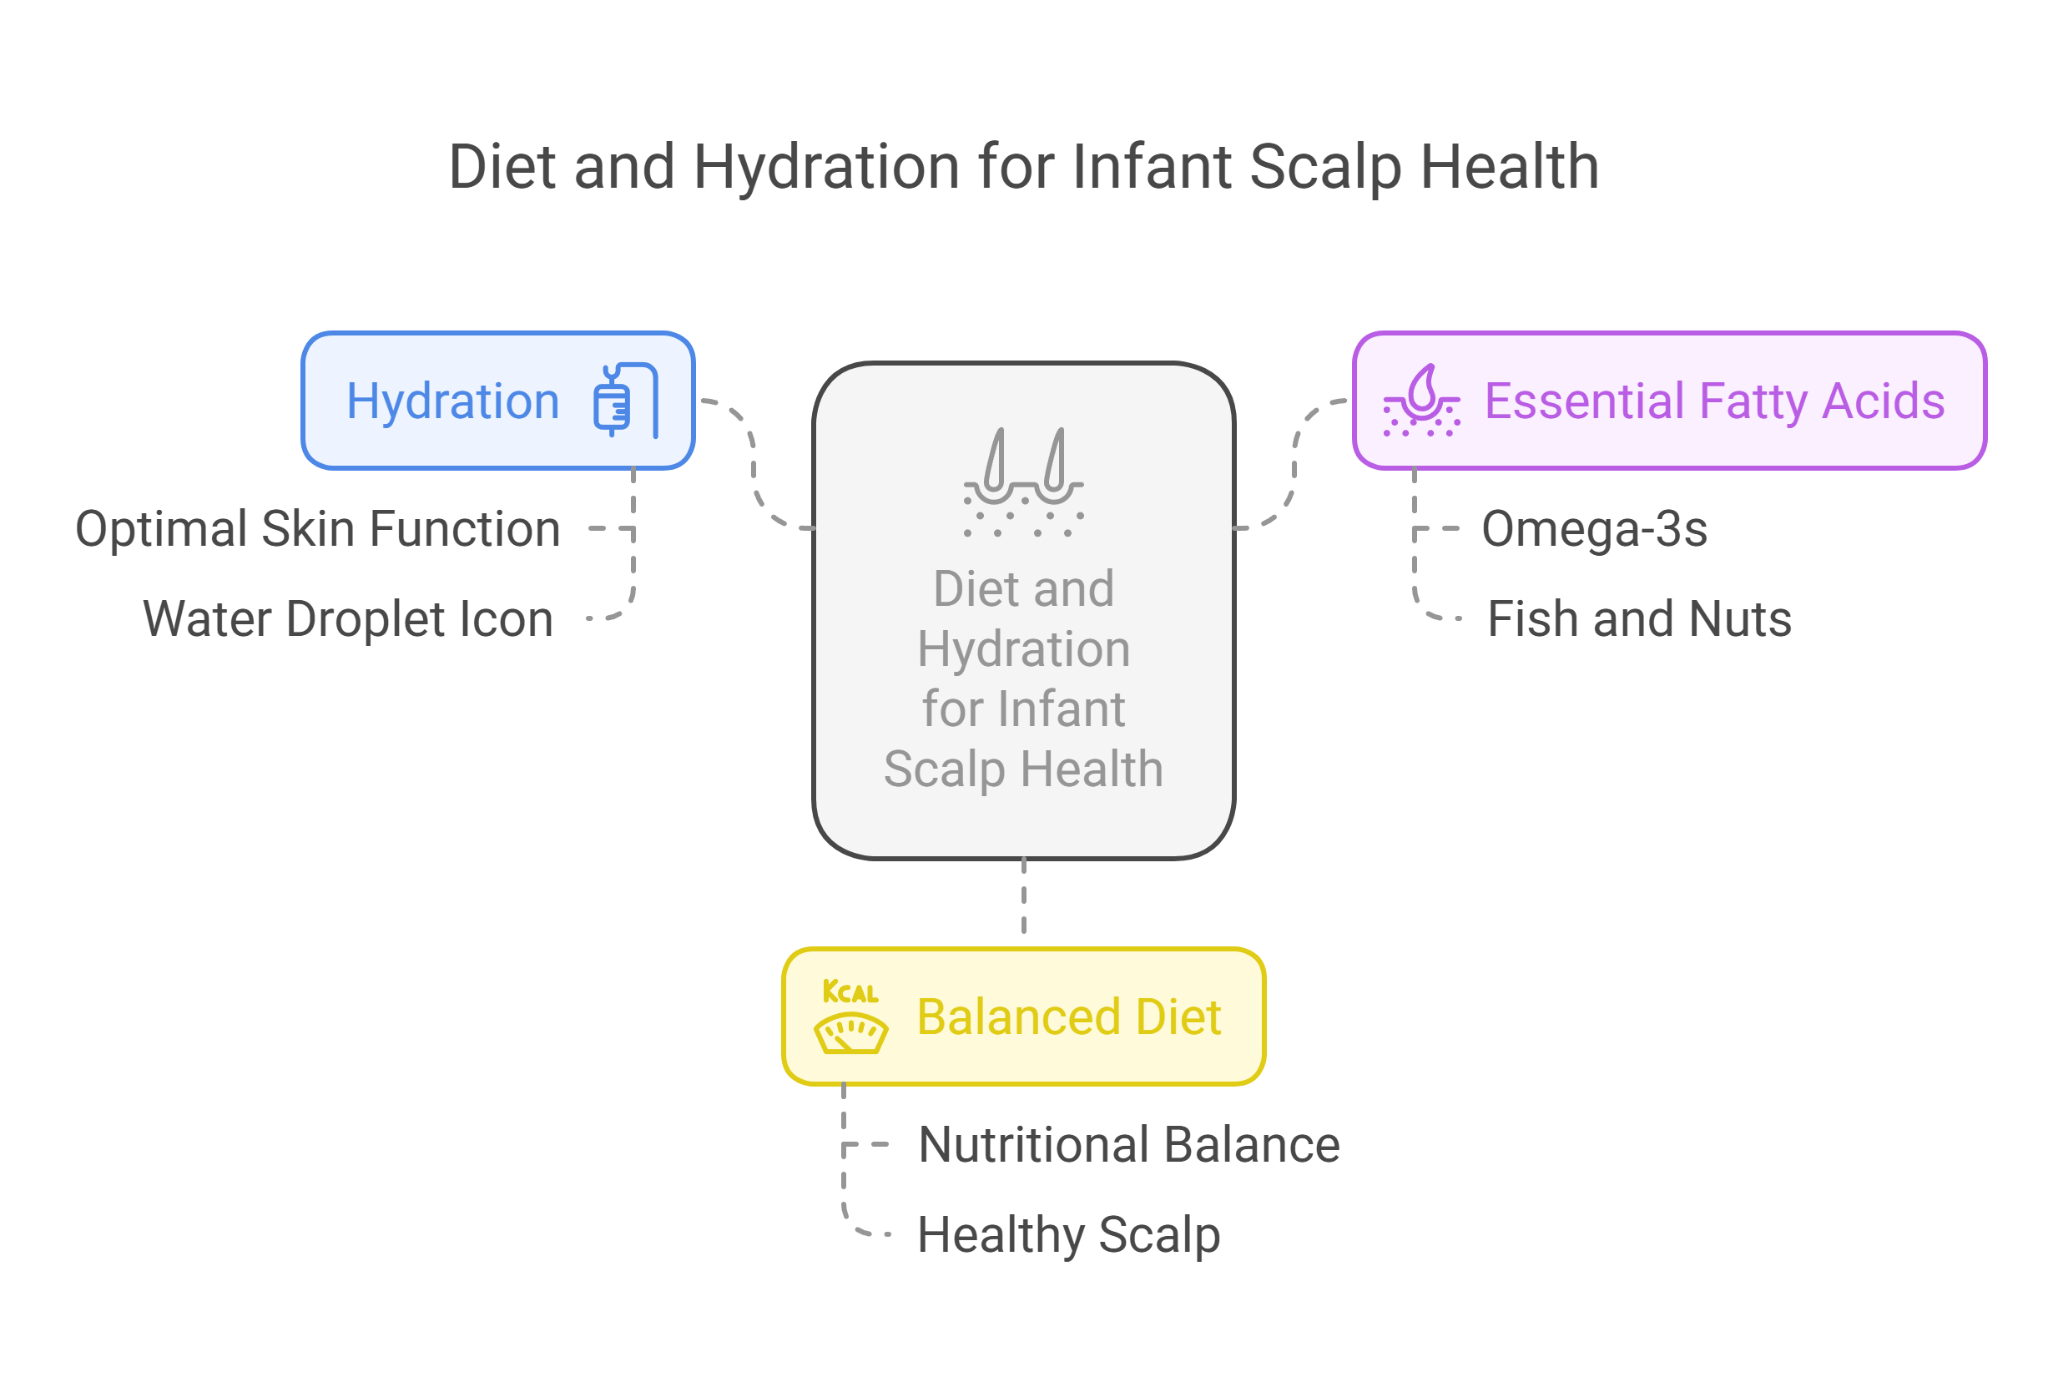 Diet and Hydration for Infant Scalp Health
Hydration
Optimal Skin Function
Water Droplet Icon
Diet and
Hydration
for Infant
Scalp Health
Essential Fatty Acids
Omega-3s
Fish and Nuts
KCAL
Balanced Diet
Nutritional Balance
Healthy Scalp